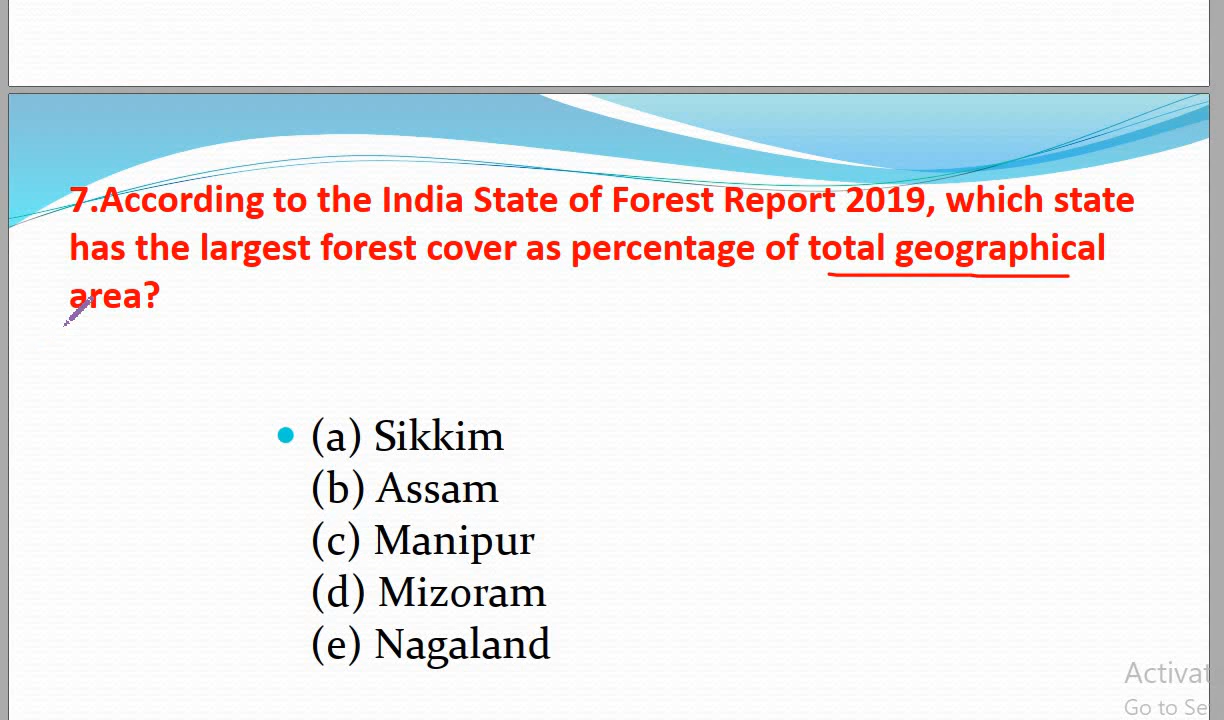 7.According to the India State of Forest Report 2019, which state
has the largest forest cover as percentage of total geographical
area?
(a) Sikkim
(b) Assam
(c) Manipur
(d) Mizoram
(e) Nagaland
Activat
Go to Se